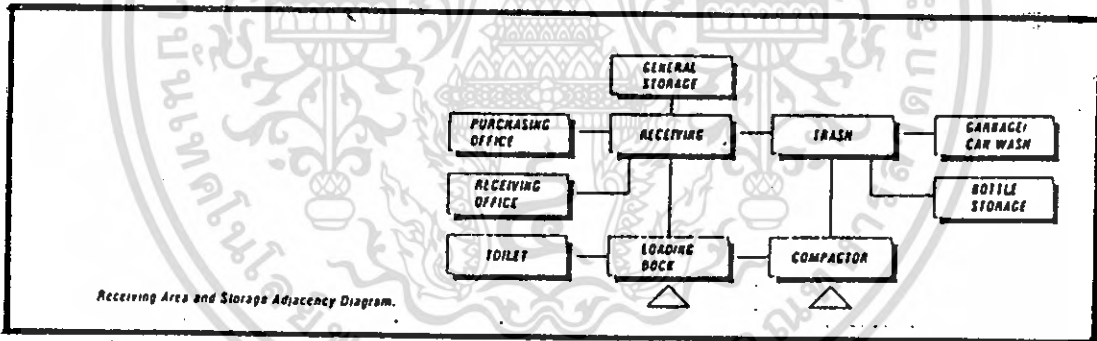 GENERAL
STORAGE
PURCHASING
OFFICE
RECEIVING
TRASH
GARBAGE/
CAN WASH
RECEIVING
OFFICE
BOTTLE
STORAGE
TOILET
LOADING
DOCK
COMPACTOR
Receiving Area and Storage Adjacency Diagram.